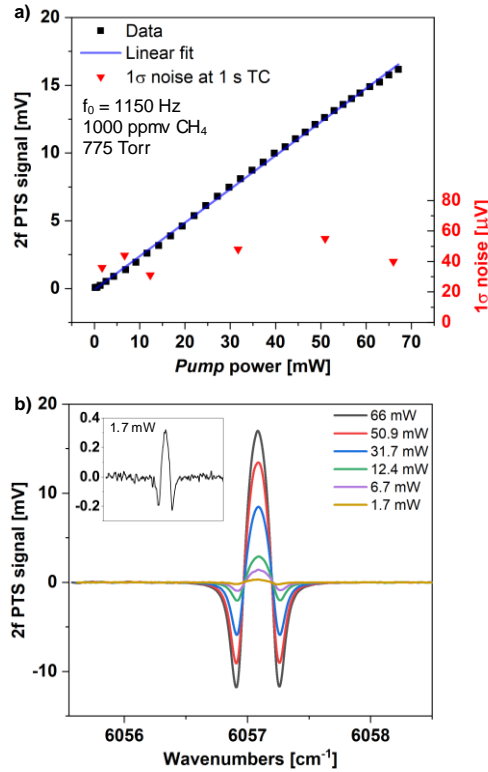 a)
20
15
10
5
0
2f PTS signal [mV]
Data
Linear fit
1σ noise at 1 s TC
f₀ = 1150 Hz
1000 ppmv CH₄
775 Torr
80
60
40
20
0
1σ noise [µV]
0 10 20 30 40 50 60 70
Pump power [mW]
b)
20
10
0
-10
2f PTS signal [mV]
0.4
0.2
0.0
-0.2
1.7 mW
66 mW
50.9 mW
31.7 mW
12.4 mW
6.7 mW
1.7 mW
6056 6057 6058
Wavenumbers [cm⁻¹]